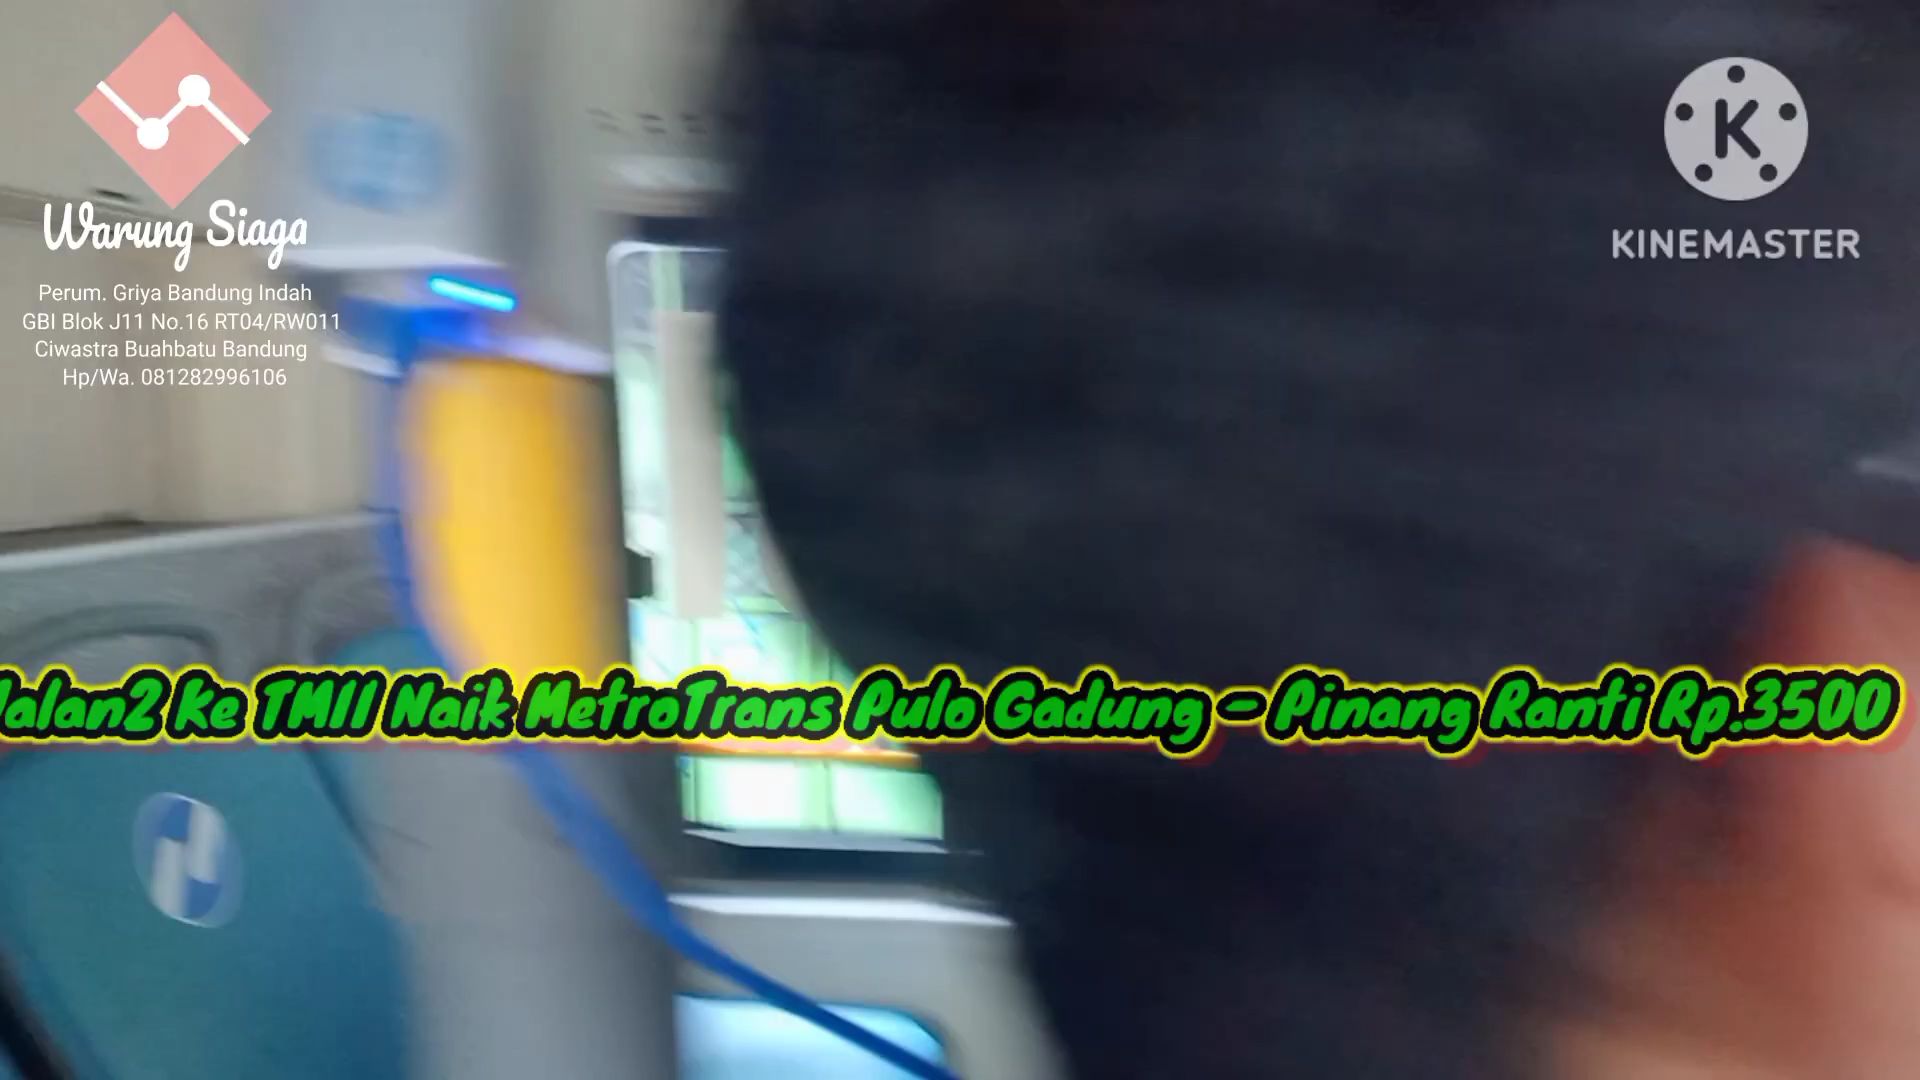 Warung Siaga
Perum. Griya Bandung Indah
GBI Blok J11 No.16 RT04/RW011
Ciwastra Buahbatu Bandung
Hp/Wa. 081282996106
K
KINEMASTER
Jalan2 Ke TMII Naik MetroTrans Pulo Gadung - Pinang Ranti Rp.3500